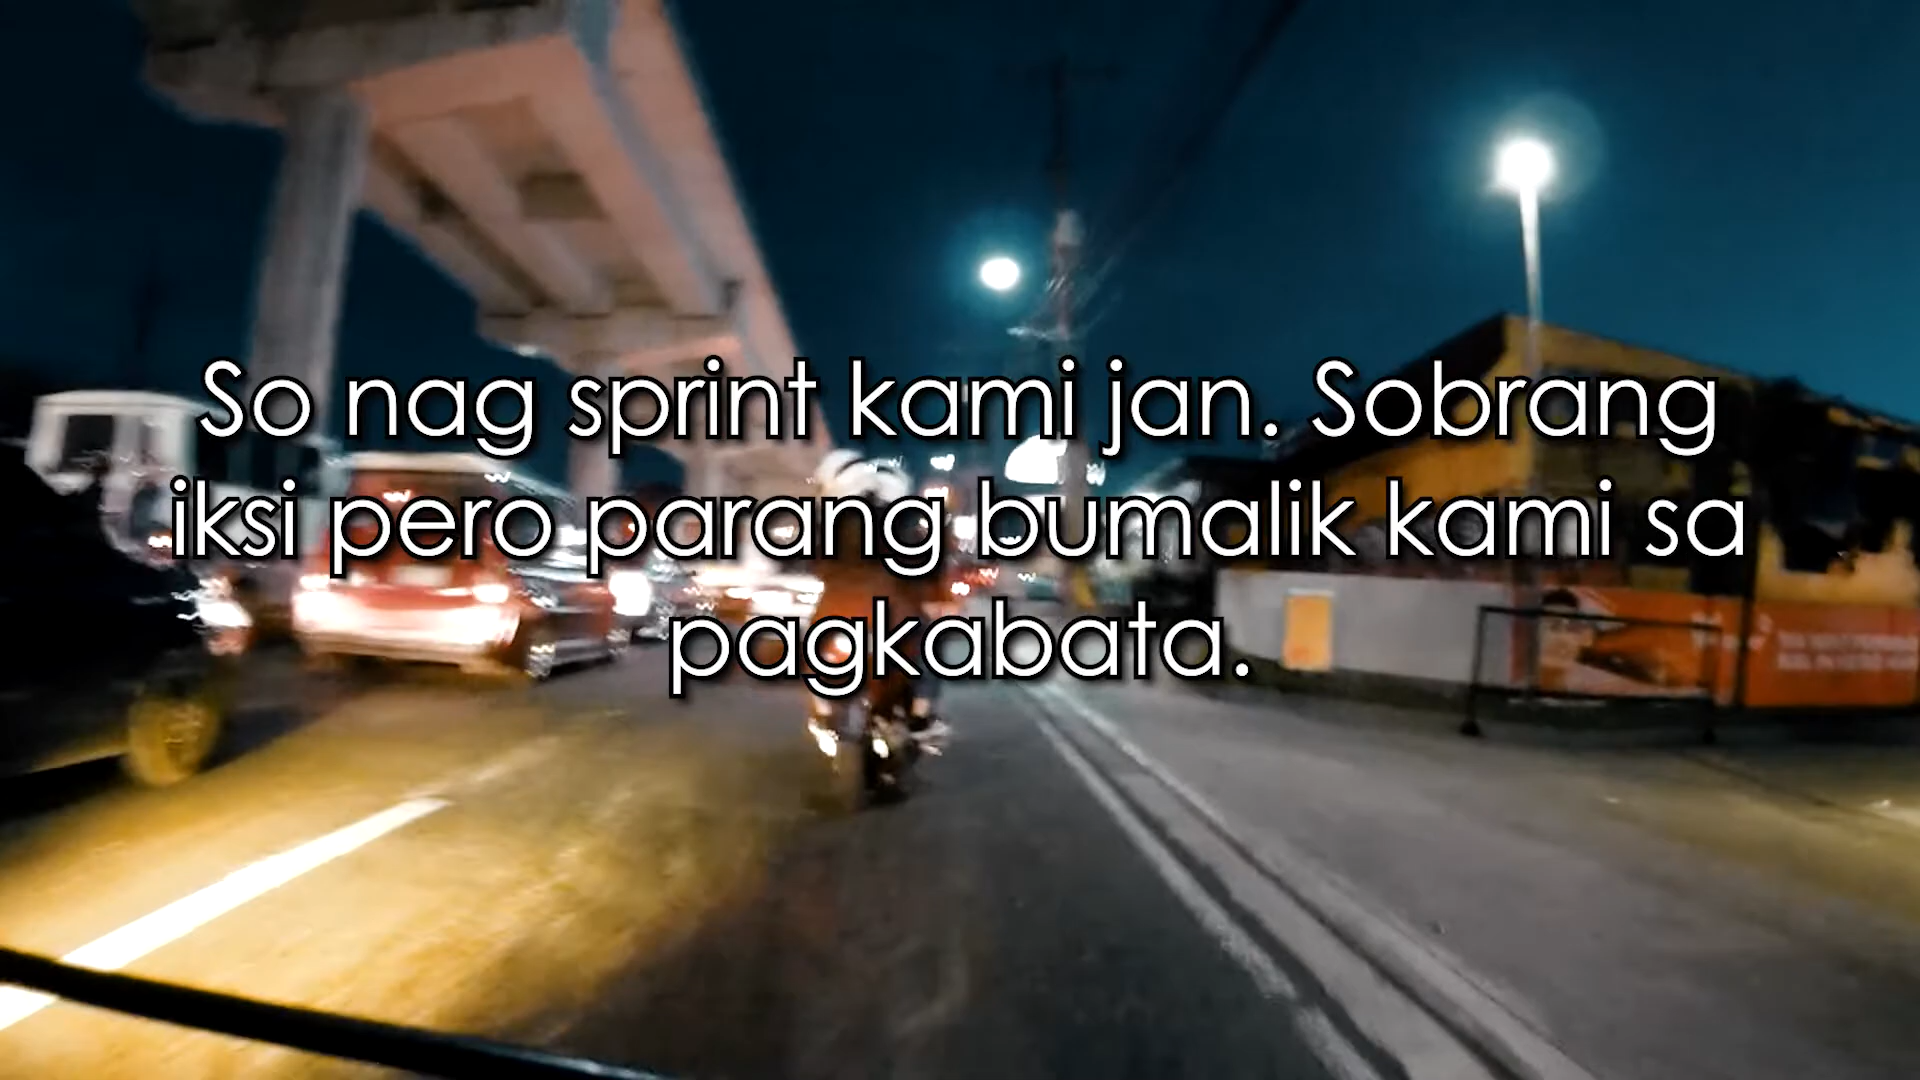 So nag sprint kami jan. Sobrang
iksi pero parang bumalik kami sa
pagkabata.